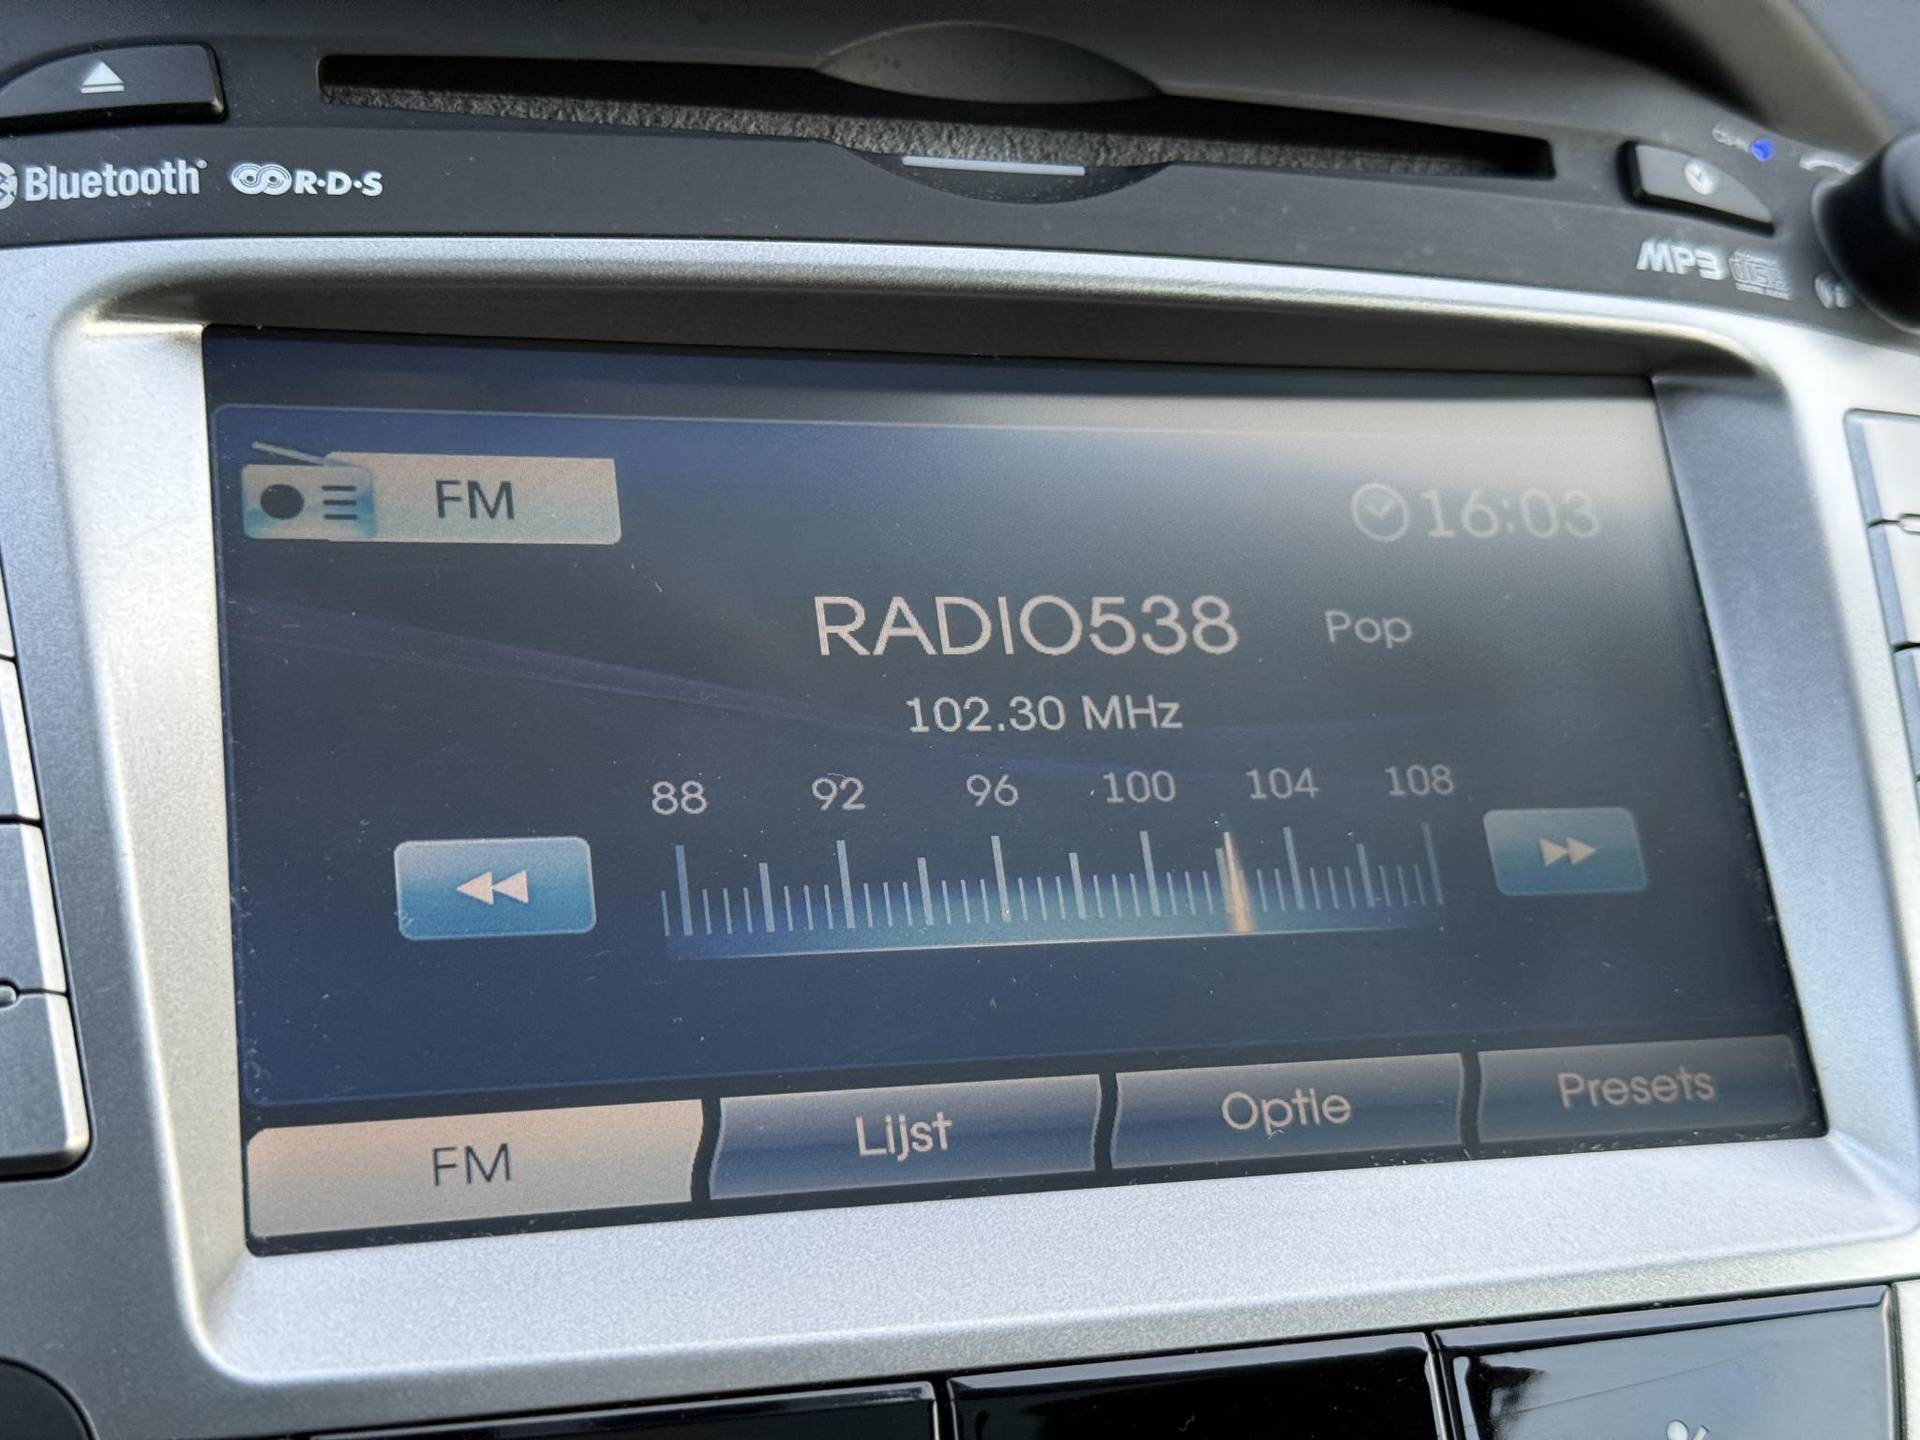 Bluetooth®
R·D·S
MP3
FM
16:03
RADIO538
Pop
102.30 MHz
88 92 96 100 104 108
FM
Lijst
Optie
Presets